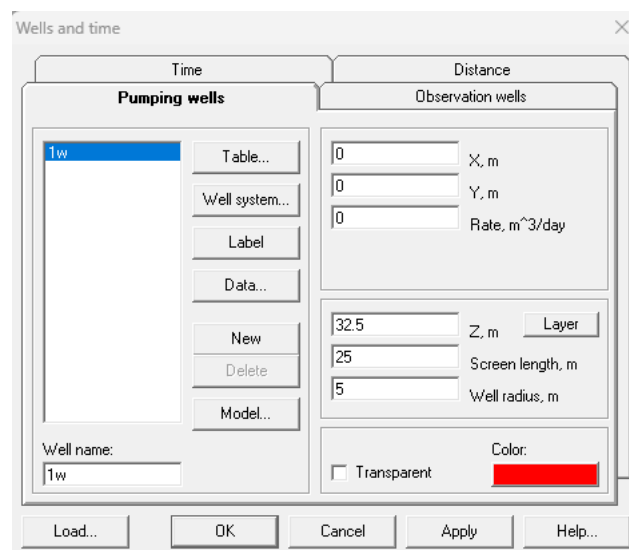 Wells and time
Time
Distance
Pumping wells
Observation wells
1w
Table...
Well system...
Label
Data...
New
Delete
Model...
Well name:
1w
0
X, m
0
Y, m
0
Rate, m^3/day
32.5
Z, m
Layer
25
Screen length, m
5
Well radius, m
Transparent
Color:
Load...
OK
Cancel
Apply
Help...